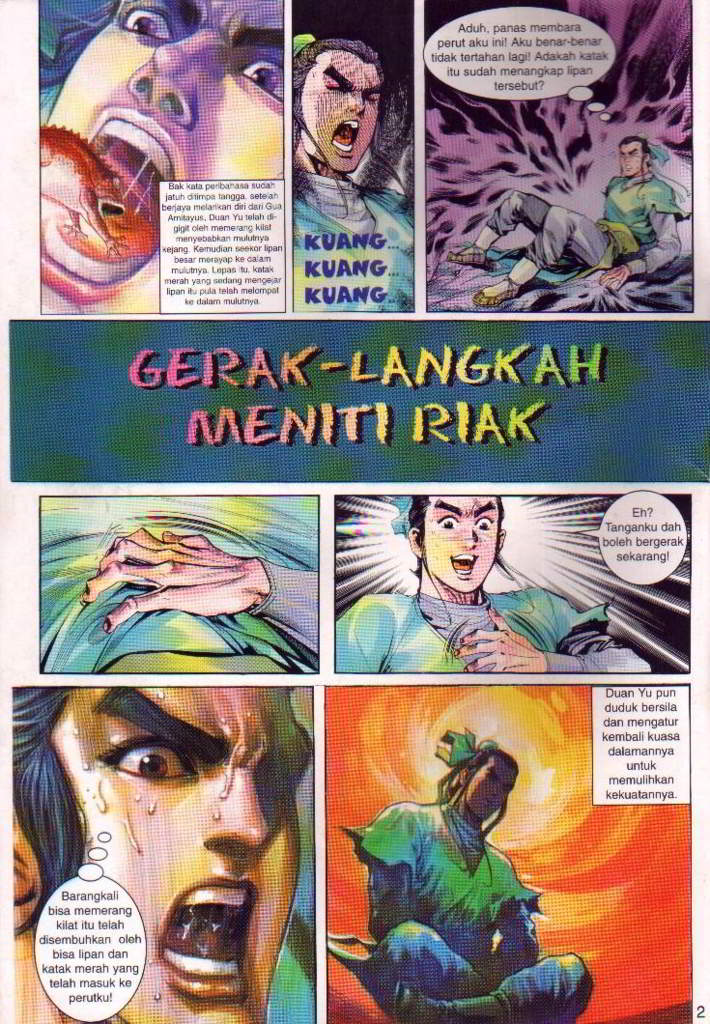 Bak kata peribahasa sudah
jatuh ditimpa tangga, setelah
berjaya melarikan diri dari Gua
Amitayus, Duan Yu telah di-
gigit oleh memerang kilat
menyebabkan mulutnya
kejang. Kemudian seekor lipan
besar merayap ke dalam
mulutnya. Lepas itu, katak
merah yang sedang mengejar
lipan itu pula telah melompat
ke dalam mulutnya.
KUANG...
KUANG...
KUANG...
Aduh, panas membara
perut aku ini! Aku benar-benar
tidak tertahan lagi! Adakah katak
itu sudah menangkap lipan
tersebut?
GERAK-LANGKAH
MENITI RIAK
Eh?
Tanganku dah
boleh bergerak
sekarang!
Barangkali
bisa memerang
kilat itu telah
disembuhkan oleh
bisa lipan dan
katak merah yang
telah masuk ke
perutku!
Duan Yu pun
duduk bersila
dan mengatur
kembali kuasa
dalamannya
untuk
memulihkan
kekuatannya.
2